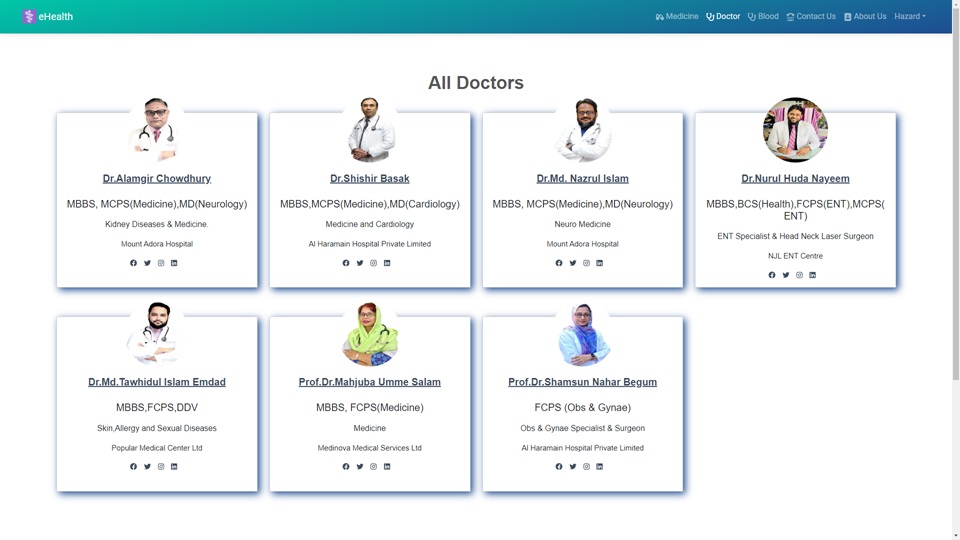 eHealth
Medicine Doctor Blood Contact Us About Us Hazard
All Doctors
Dr.Alamgir Chowdhury
MBBS, MCPS(Medicine),MD(Neurology)
Kidney Diseases & Medicine
Mount Adora Hospital
Dr.Shishir Basak
MBBS,MCPS(Medicine),MD(Cardiology)
Medicine and Cardiology
Al Haramain Hospital Private Limited
Dr.Md. Nazrul Islam
MBBS, MCPS(Medicine),MD(Neurology)
Neuro Medicine
Mount Adora Hospital
Dr.Nurul Huda Nayeem
MBBS,BCS(Health),FCPS(ENT),MCPS(
ENT)
ENT Specialist & Head Neck Laser Surgeon
NJL ENT Centre
Dr.Md.Tawhidul Islam Emdad
MBBS,FCPS,DDV
Skin,Allergy and Sexual Diseases
Popular Medical Center Ltd
Prof.Dr.Mahjuba Umme Salam
MBBS, FCPS(Medicine)
Medicine
Medinova Medical Services Ltd
Prof.Dr.Shamsun Nahar Begum
FCPS (Obs & Gynae)
Obs & Gynae Specialist & Surgeon
Al Haramain Hospital Private Limited